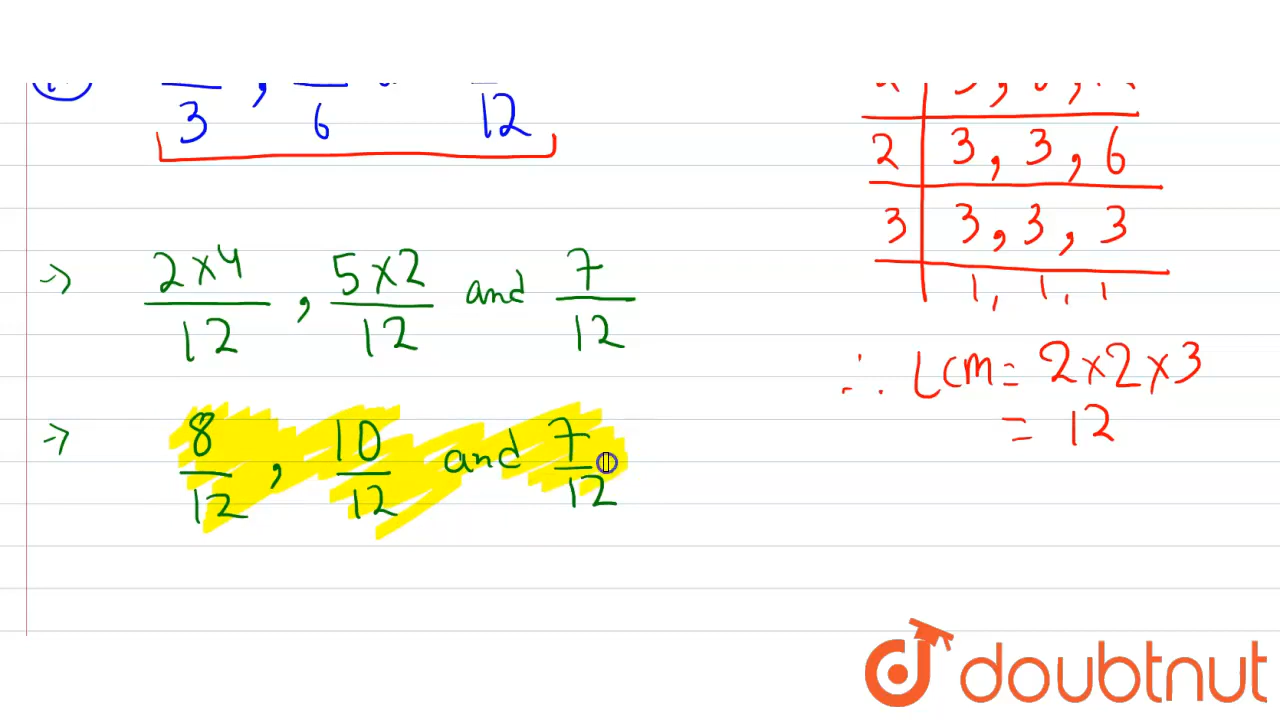 3 , 6 12
2 | 3, 3, 6
3 | 3, 3, 3
1, 1, 1
→ 2×4/12 , 5×2/12 and 7/12
∴ LCM = 2×2×3
= 12
→ 8/12 , 10/12 and 7/12
doubtnut